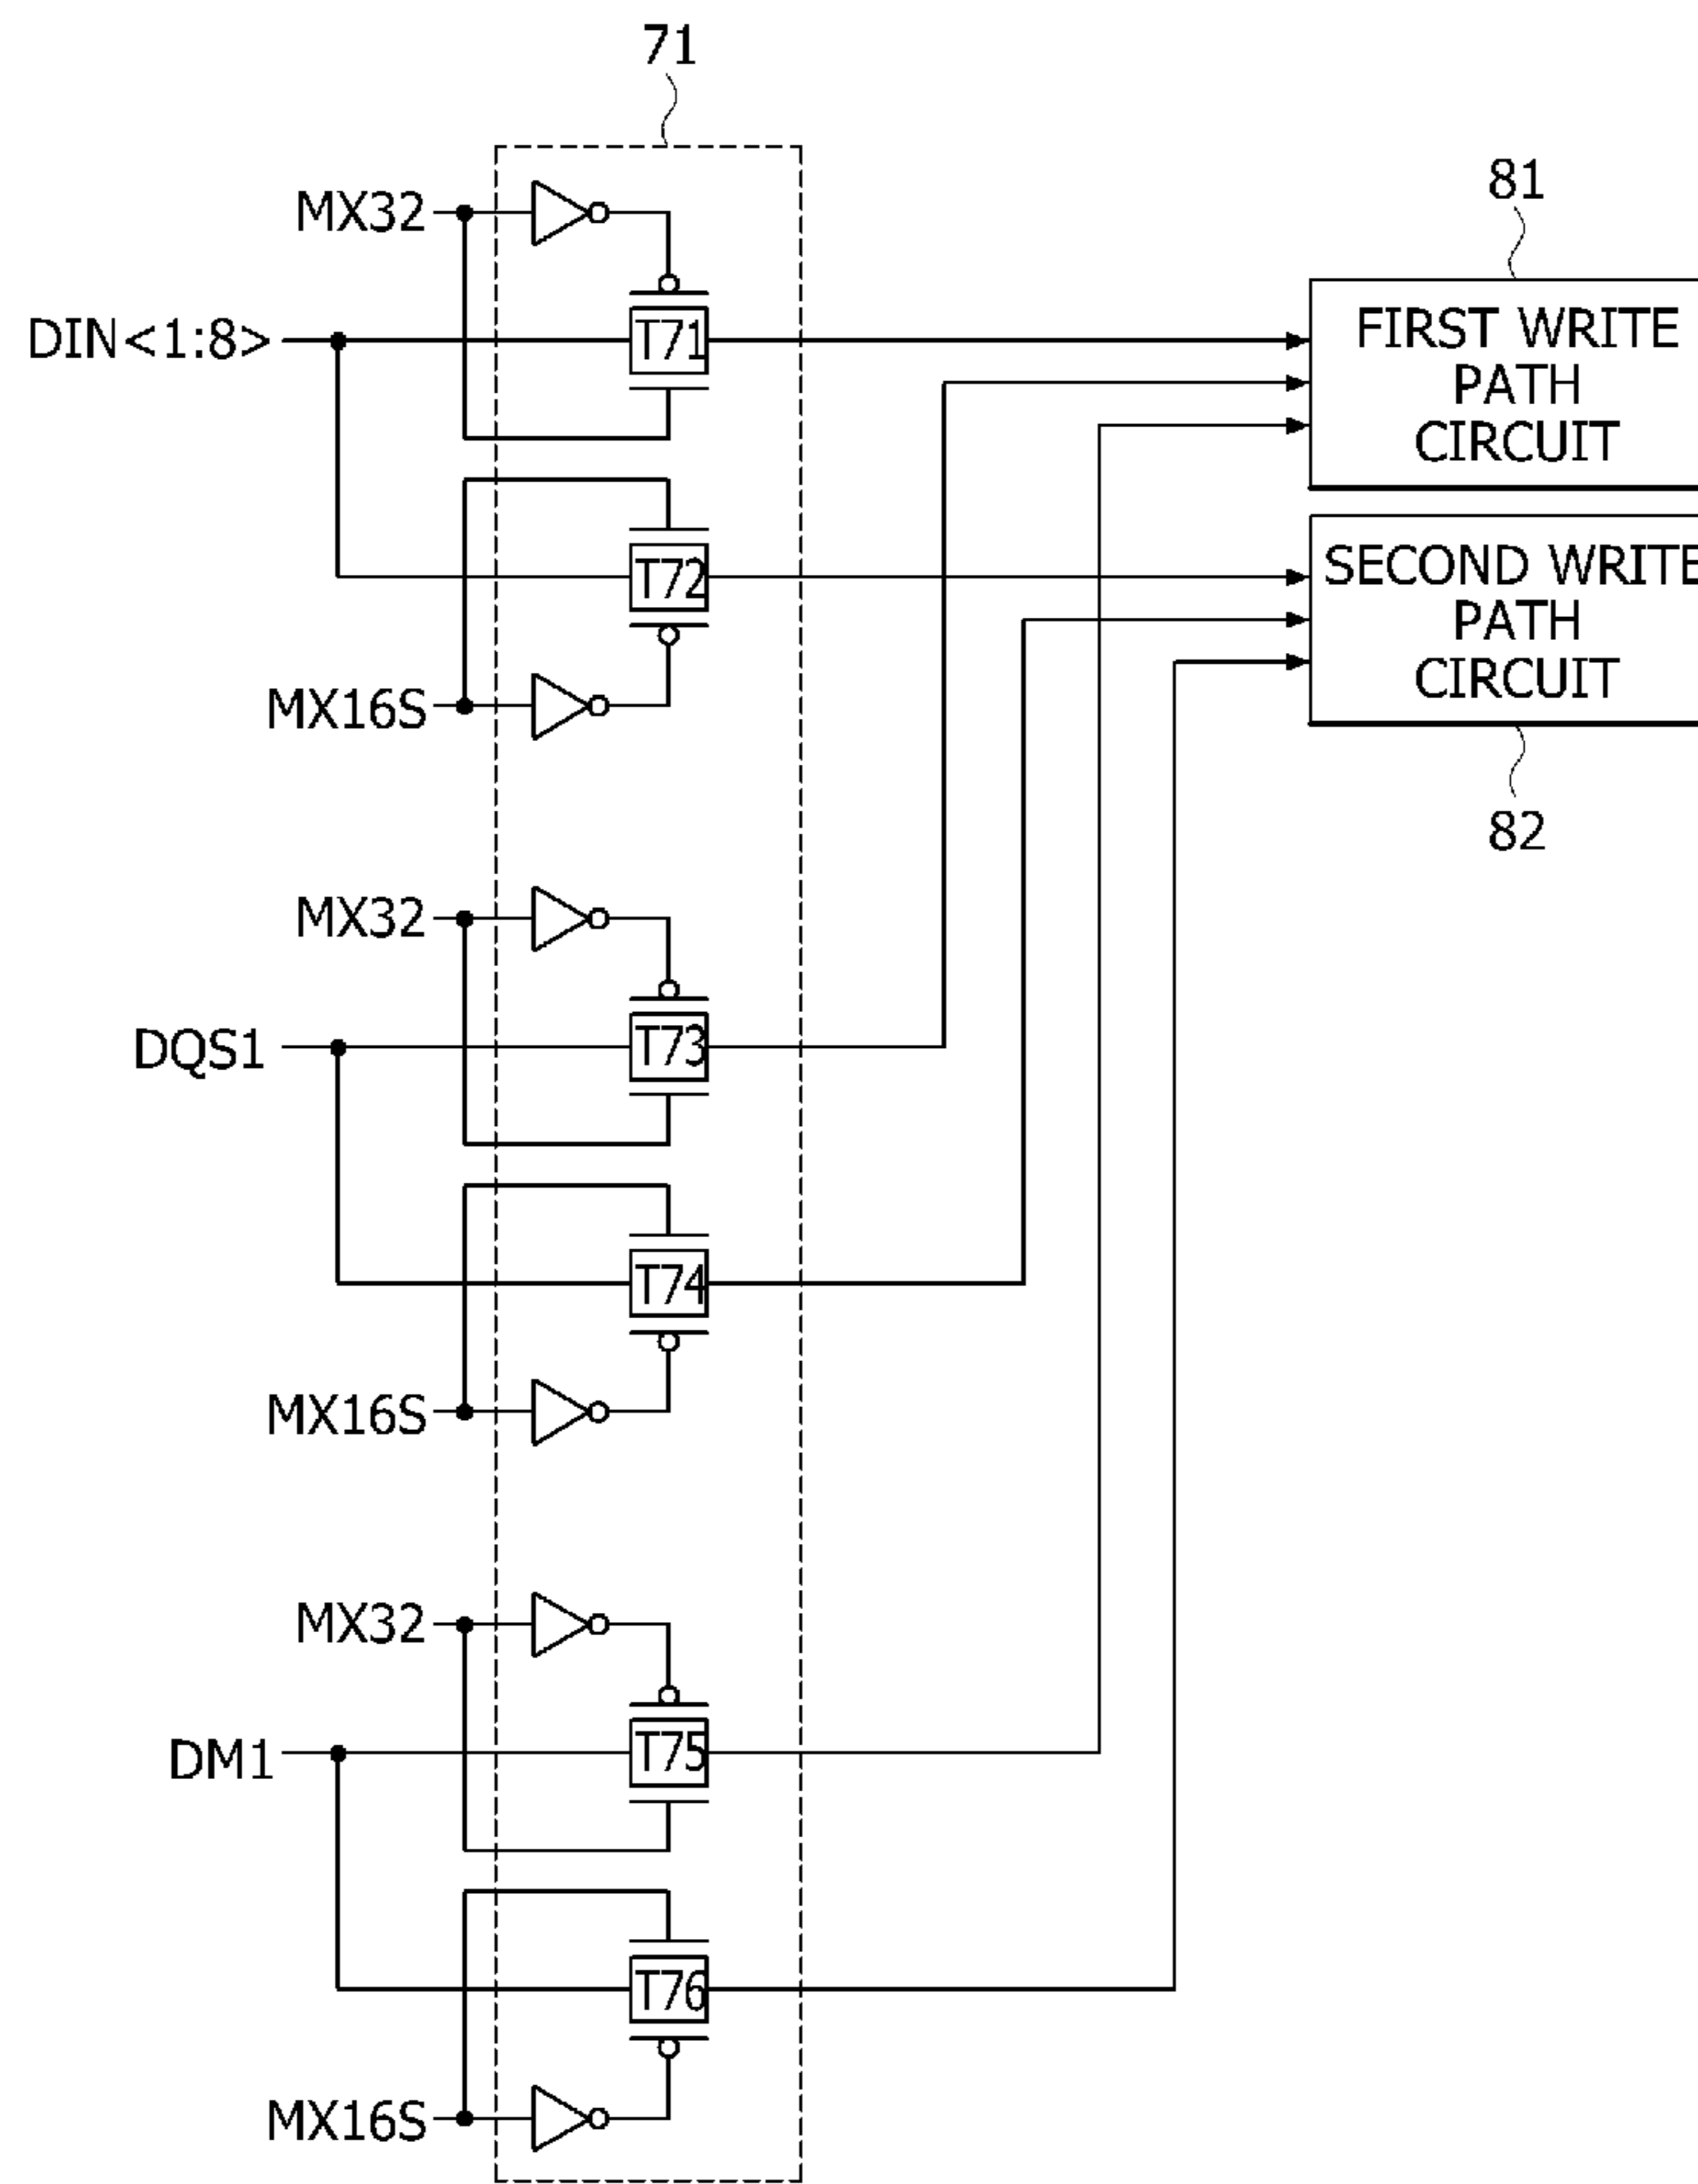 71
MX32
81
DIN<1:8>
T71
FIRST WRITE
PATH
CIRCUIT
T72
SECOND WRITE
PATH
CIRCUIT
MX16S
82
MX32
DQS1
T73
T74
MX16S
MX32
DM1
T75
T76
MX16S